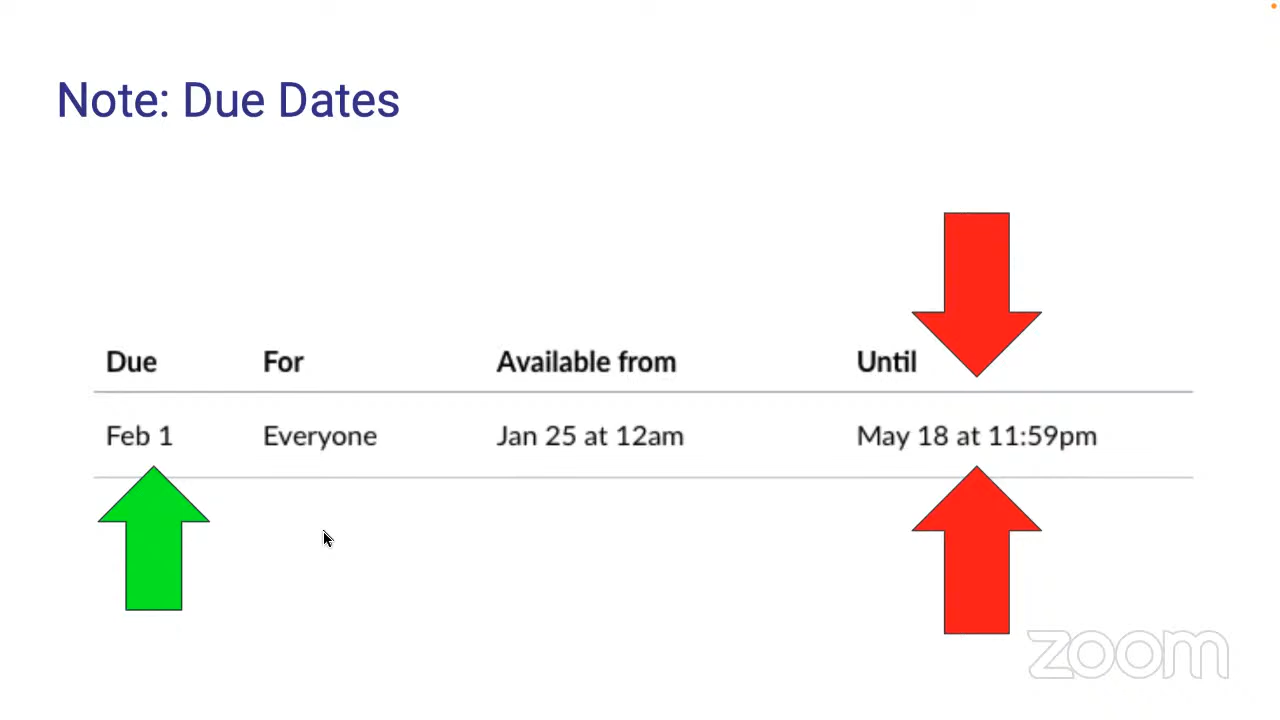 Note: Due Dates
Due For Available from Until
Feb 1 Everyone Jan 25 at 12am May 18 at 11:59pm
zoom